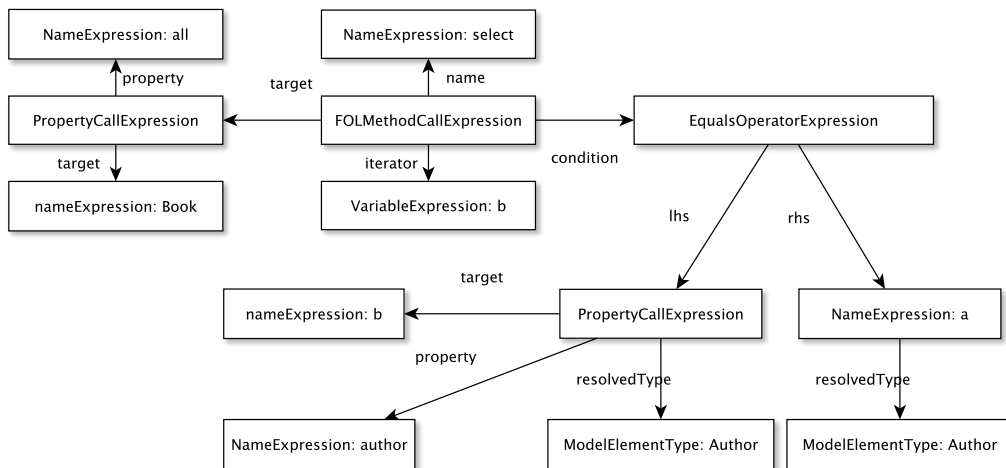 NameExpression: all
NameExpression: select
property
target
name
PropertyCallExpression
FOLMethodCallExpression
EqualsOperatorExpression
target
iterator
condition
nameExpression: Book
VariableExpression: b
lhs
rhs
target
nameExpression: b
PropertyCallExpression
NameExpression: a
property
resolvedType
resolvedType
NameExpression: author
ModelElementType: Author
ModelElementType: Author